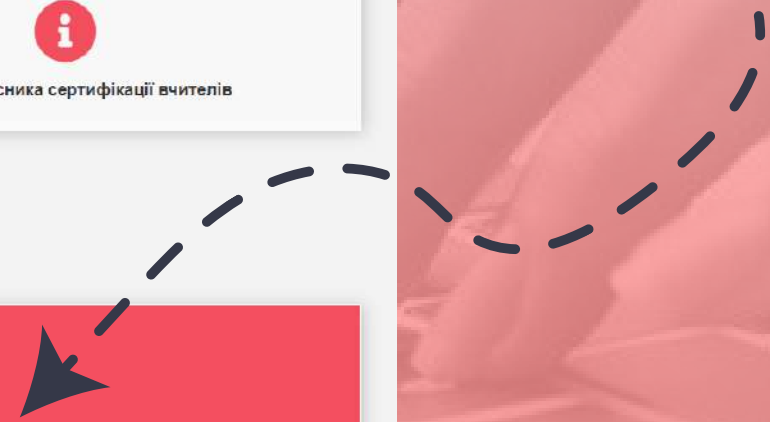 сника сертифікації вчителів